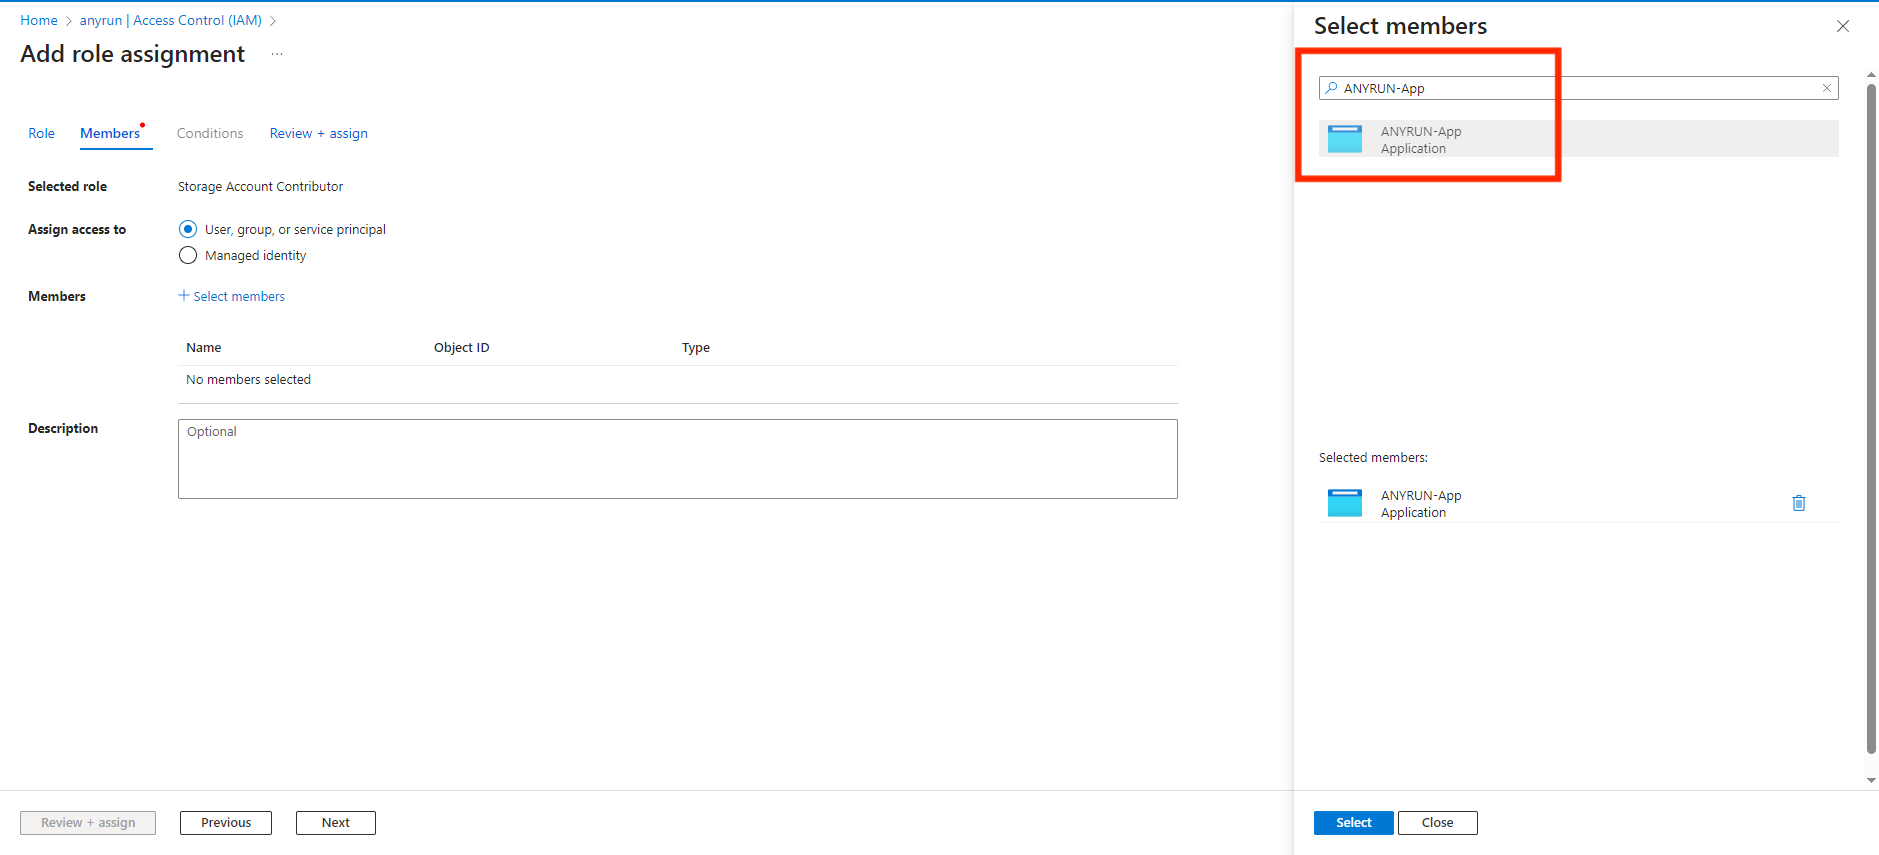 Home > anyrun | Access Control (IAM) >
Add role assignment ...
Role Members Conditions Review + assign
Selected role Storage Account Contributor
Assign access to User, group, or service principal
Managed identity
Members + Select members
Name Object ID Type
No members selected
Description Optional
Review + assign Previous Next
Select members
ANYRUN-App
ANYRUN-App
Application
Selected members:
ANYRUN-App
Application
Select Close